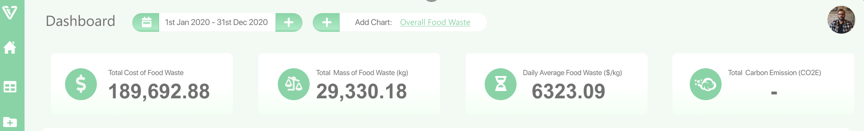 Dashboard
1st Jan 2020 - 31st Dec 2020
Add Chart: Overall Food Waste
Total Cost of Food Waste
189,692.88
Total Mass of Food Waste (kg)
29,330.18
Daily Average Food Waste ($/kg)
6323.09
Total Carbon Emission (CO2E)
-